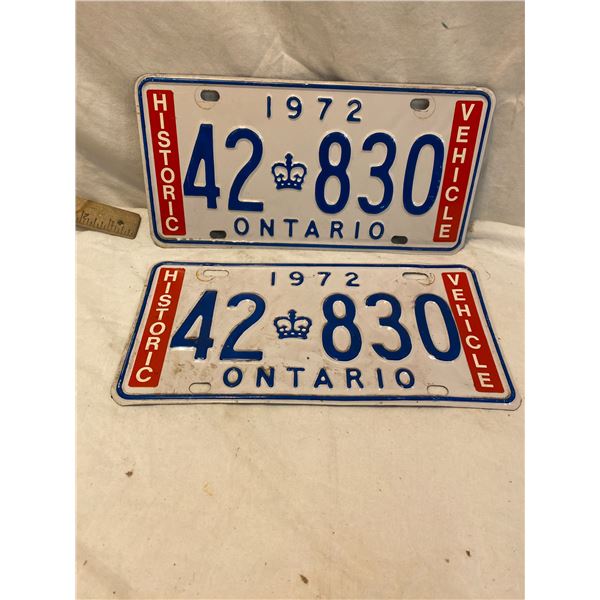 1972
HISTORIC
42 830
VEHICLE
ONTARIO
1972
HISTORIC
42 830
VEHICLE
ONTARIO